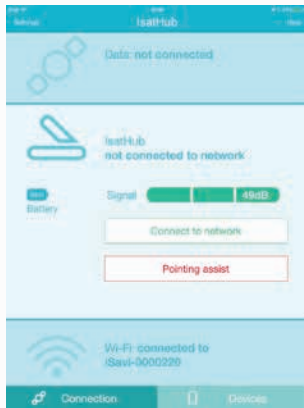 IsatHub
Data: not connected
IsatHub
not connected to network
Signal 49dB
Battery
Connect to network
Pointing assist
Wi-Fi: connected to
iSavi-0000220
Connection Devices